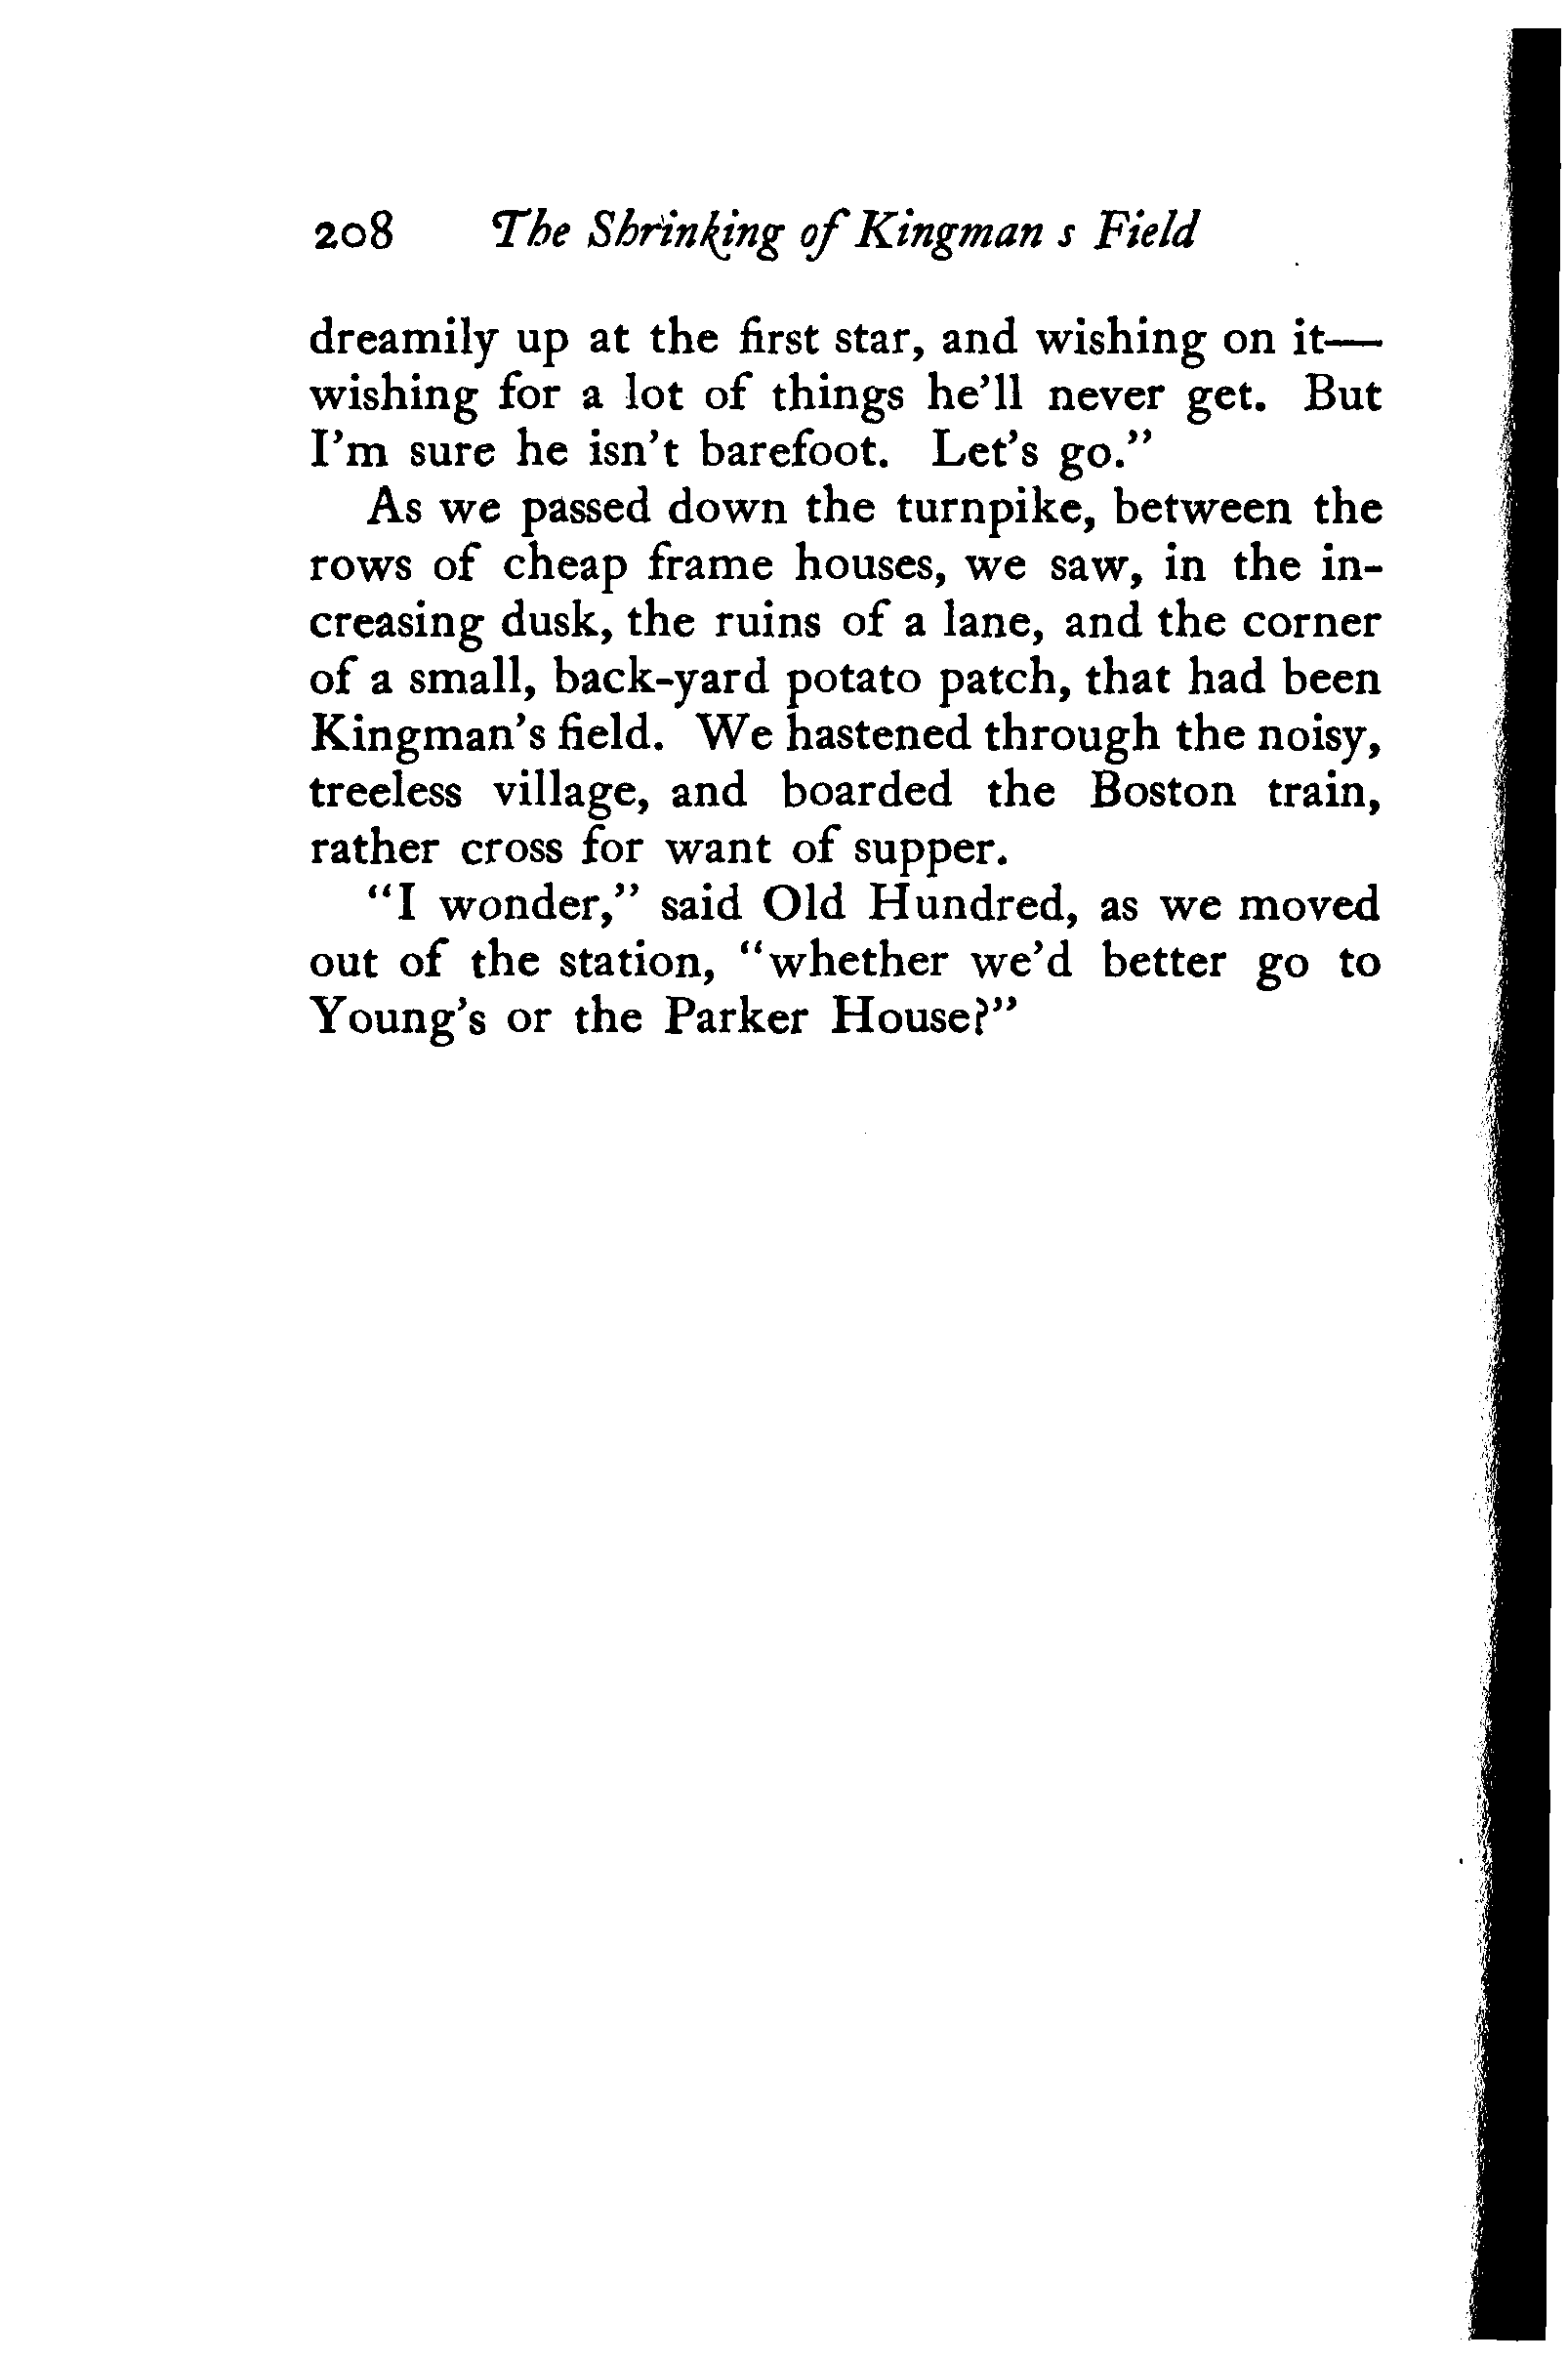 208 The Shrinking of Kingman s Field
dreamily up at the first star, and wishing on it—
wishing for a lot of things he'll never get. But
I'm sure he isn't barefoot. Let's go."
As we passed down the turnpike, between the
rows of cheap frame houses, we saw, in the in-
creasing dusk, the ruins of a lane, and the corner
of a small, back-yard potato patch, that had been
Kingman's field. We hastened through the noisy,
treeless village, and boarded the Boston train,
rather cross for want of supper.
"I wonder," said Old Hundred, as we moved
out of the station, "whether we'd better go to
Young's or the Parker House?"